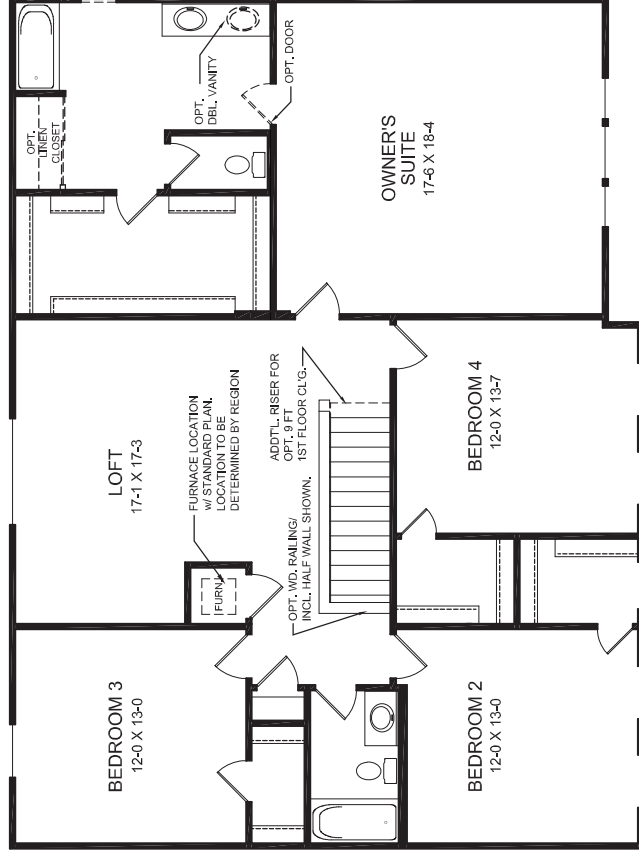 OPT.
LINEN
CLOSET
OPT.
DBL. VANITY
OPT. DOOR
OWNER'S
SUITE
17-6 X 18-4
LOFT
17-1 X 17-3
FURNACE LOCATION
w/ STANDARD PLAN.
LOCATION TO BE
DETERMINED BY REGION
FURN.
ADDT'L. RISER FOR
OPT. 9 FT
1ST FLOOR CL'G.
OPT. WD. RAILING/
INCL. HALF WALL SHOWN.
BEDROOM 4
12-0 X 13-7
BEDROOM 3
12-0 X 13-0
BEDROOM 2
12-0 X 13-0